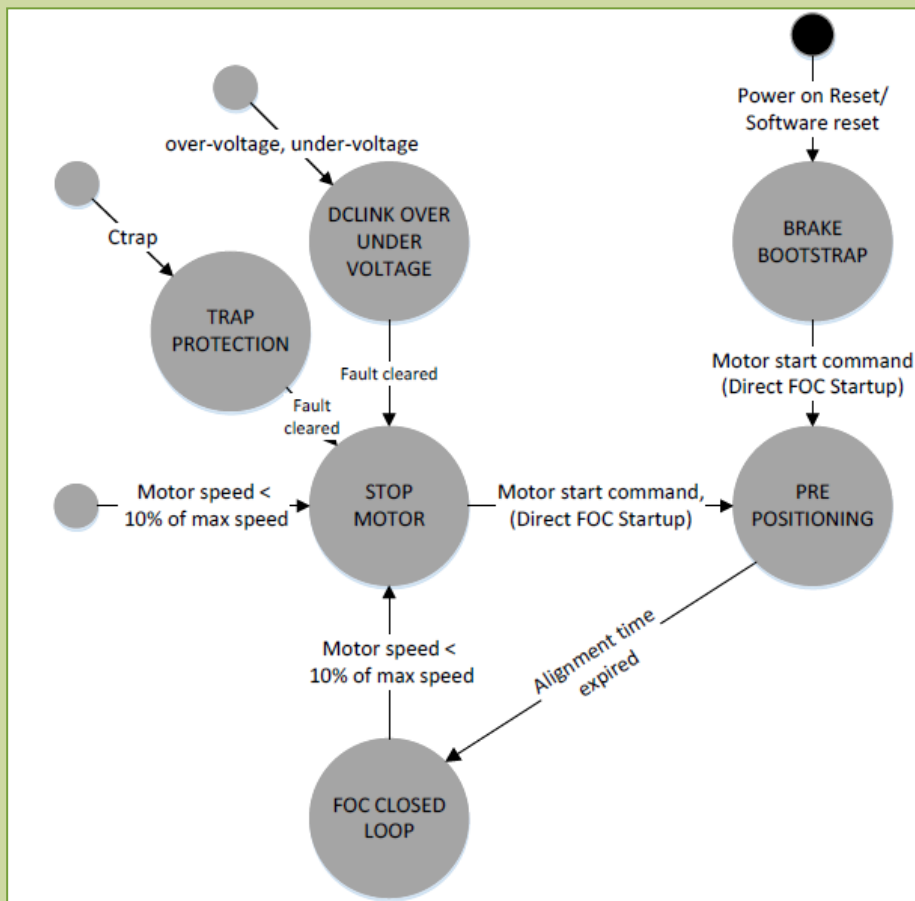 Power on Reset/
Software reset
over-voltage, under-voltage
DCLINK OVER
UNDER
VOLTAGE
BRAKE
BOOTSTRAP
Ctrap
TRAP
PROTECTION
Fault cleared
Motor start command
(Direct FOC Startup)
Fault
cleared
Motor speed <
10% of max speed
STOP
MOTOR
Motor start command,
(Direct FOC Startup)
PRE
POSITIONING
Motor speed <
10% of max speed
Alignment time
expired
FOC CLOSED
LOOP